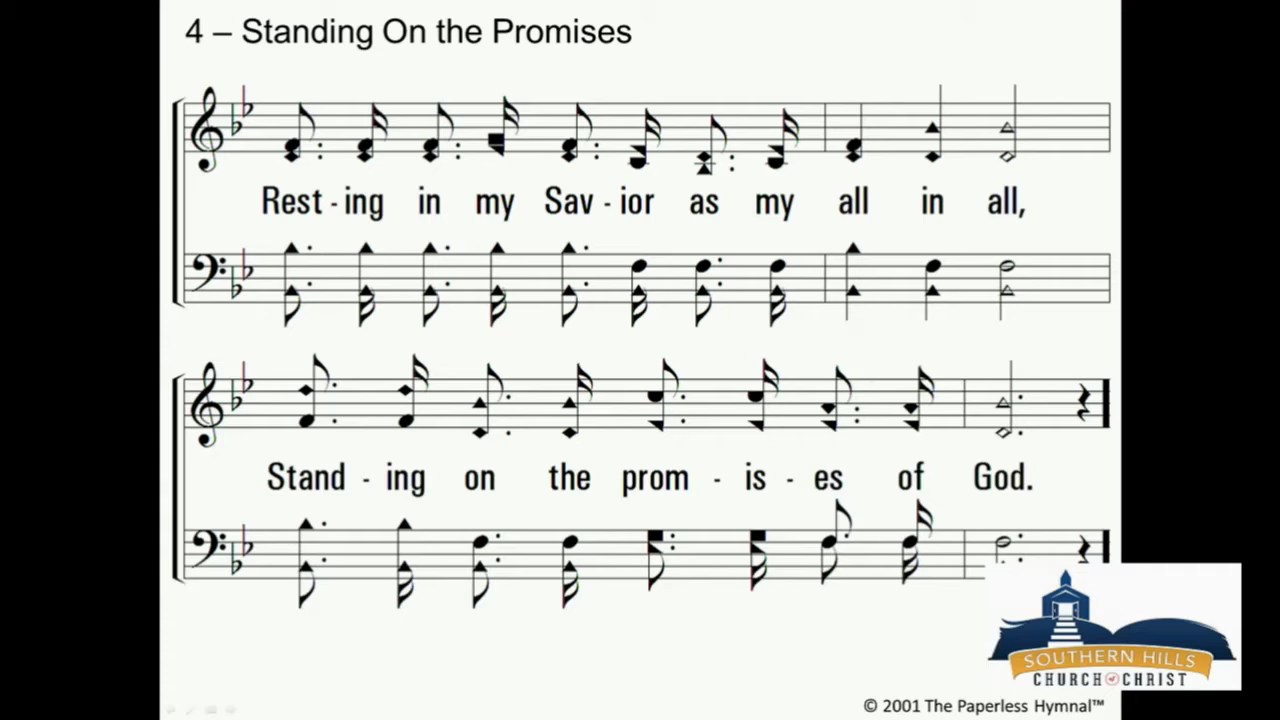 4 – Standing On the Promises
Rest - ing in my Sav - ior as my all in all,
Stand - ing on the prom - is - es of God.
SOUTHERN HILLS
CHURCH of CHRIST
© 2001 The Paperless Hymnal™